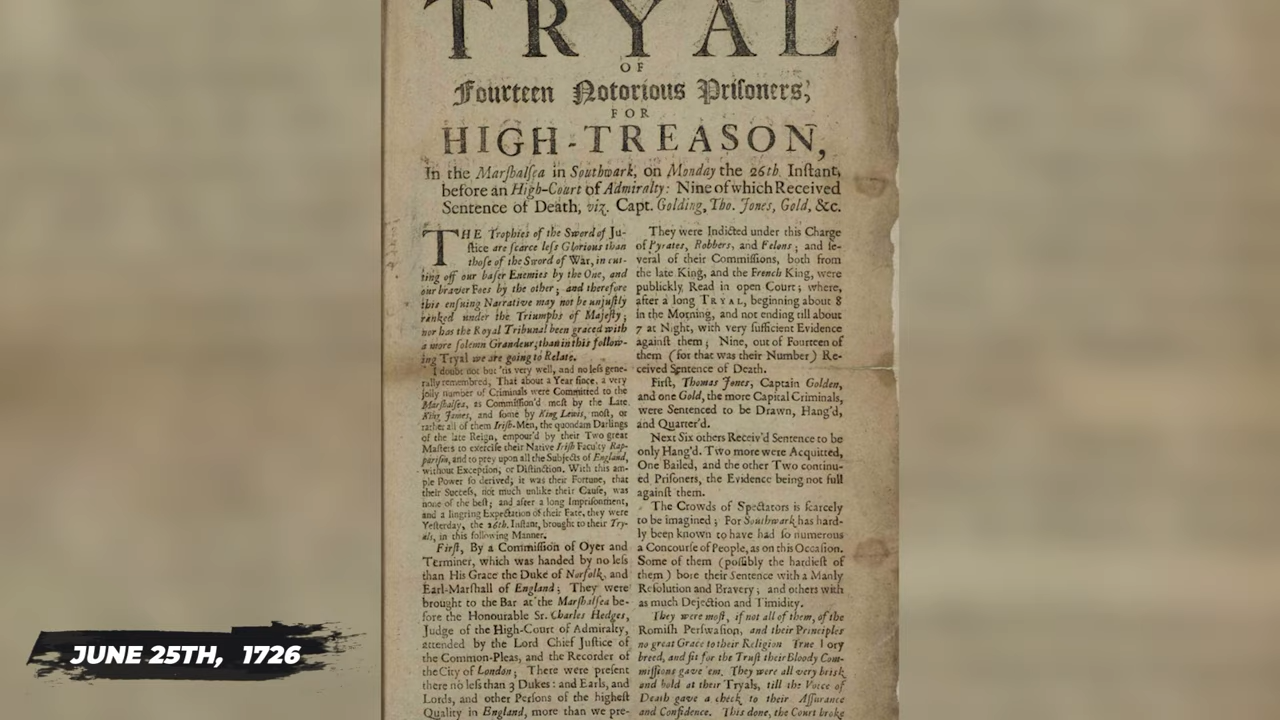 TRYAL
OF
Fourteen Notorious Priſoners,
FOR
HIGH-TREASON,
In the Marſhalſea in Southwark, on Monday the 26th. Inſtant,
before an High-Court of Admiralty: Nine of which Received
Sentence of Death, viz. Capt. Golding, Tho. Jones, Gold, &c.
THE Trophies of the Sword of Ju-
ſtice are ſcarce leſs Glorious than
thoſe of the Sword of War, in cut-
ting off our baſer Enemies by the One, and
our braver Foes by the other; and therefore
this enſuing Narrative may not be unjuſtly
ranked under the Triumphs of Majeſty;
nor has the Royal Tribunal been graced with
a more ſolemn Grandeur, than in this follow-
ing Tryal we are going to Relate.
I doubt not but 'tis very well, and no leſs gene-
rally remembred, That about a Year ſince, a very
jolly number of Criminals were Committed to the
Marſhalſea, as Commiſſion'd moſt by the Late
King James, and ſome by King Lewis, moſt, or
rather all of them Iriſh-Men, the quondam Darlings
of the late Reign, empour'd by their Two great
Maſters to exerciſe their Native Iriſh Faculty Rap-
pariſm, and to prey upon all the Subjects of England,
without Exception, or Diſtinction. With this am-
ple Power ſo derived; it was their Fortune, that
their Succeſs, not much unlike their Cauſe, was
none of the beſt; and after a long Impriſonment,
and a lingring Expectation of their Fate, they were
Yeſterday, the 26th. Inſtant, brought to their Try-
als, in this following Manner.
Firſt, By a Commiſſion of Oyer and
Terminer, which was handed by no leſs
than His Grace the Duke of Norfolk, and
Earl-Marſhall of England; They were
brought to the Bar at the Marſhalſea be-
fore the Honourable Sr. Charles Hedges,
Judge of the High-Court of Admiralty,
attended by the Lord Chief Juſtice of
the Common-Pleas, and the Recorder of
the City of London; There were preſent
there no leſs than 3 Dukes: and Earls, and
Lords, and other Perſons of the higheſt
Quality in England, more than we pre-
They were Indicted under this Charge
of Pyrates, Robbers, and Felons; and ſe-
veral of their Commiſſions, both from
the late King, and the French King, were
publickly Read in open Court; where,
after a long TRYAL, beginning about 8
in the Morning, and not ending till about
7 at Night, with very ſufficient Evidence
againſt them; Nine, out of Fourteen of
them (for that was their Number) Re-
ceived Sentence of Death.
Firſt, Thomas Jones, Captain Golden,
and one Gold, the more Capital Criminals,
were Sentenced to be Drawn, Hang'd,
and Quarter'd.
Next Six others Receiv'd Sentence to be
only Hang'd. Two more were Acquitted,
One Bailed, and the other Two continu-
ed Priſoners, the Evidence being not full
againſt them.
The Crowds of Spectators is ſcarcely
to be imagined; For Southwark has hard-
ly been known to have had ſo numerous
a Concourſe of People, as on this Occaſion.
Some of them (poſſibly the hardieſt of
them) bore their Sentence with a Manly
Reſolution and Bravery; and others with
as much Dejection and Timidity.
They were moſt, if not all of them, of the
Romiſh Perſwaſion, and their Principles
no great Grace to their Religion True Tory
breed, and fit for the Truſt their Bloody Com-
miſſions gave 'em. They were all very brisk
and bold at their Tryals, till the Voice of
Death gave a check to their Aſſurance
and Confidence. This done, the Court broke
JUNE 25TH, 1726